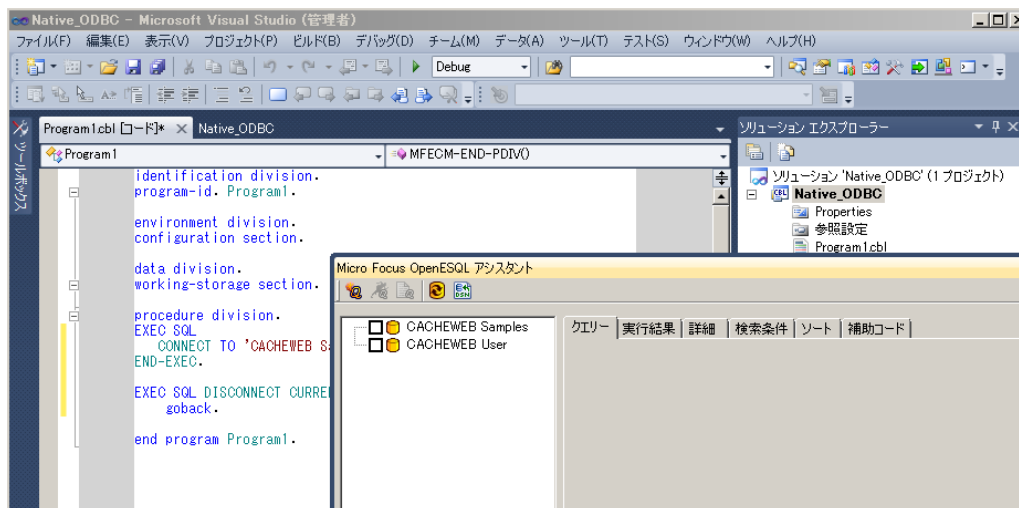 Native_ODBC - Microsoft Visual Studio (管理者)
ファイル(F) 編集(E) 表示(V) プロジェクト(P) ビルド(B) デバッグ(D) チーム(M) データ(A) ツール(T) テスト(S) ウィンドウ(W) ヘルプ(H)
Debug
Program1.cbl [コード]* Native_ODBC
ソリューション エクスプローラー
ツールボックス
Program1 MFECM-END-PDIV()
ソリューション 'Native_ODBC' (1 プロジェクト)
Native_ODBC
Properties
参照設定
Program1.cbl
identification division.
program-id. Program1.
environment division.
configuration section.
data division.
working-storage section.
procedure division.
EXEC SQL
CONNECT TO 'CACHEWEB S
END-EXEC.
EXEC SQL DISCONNECT CURRE
goback.
end program Program1.
Micro Focus OpenESQL アシスタント
CACHEWEB Samples
CACHEWEB User
クエリー 実行結果 詳細 検索条件 ソート 補助コード